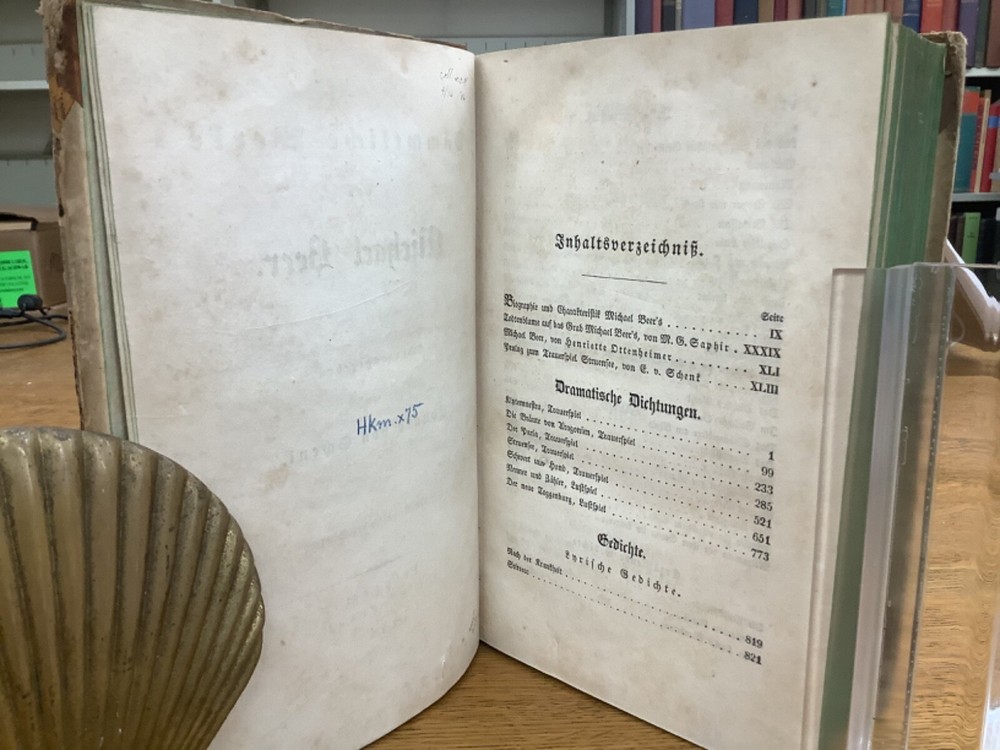 HKm. x75
Inhaltsverzeichniß.
Seite
Biographie und Charakteristik Michael Beer's . . . . . . . . . . IX
Todtenblume auf das Grab Michael Beer's, von M. G. Saphir . XXXIX
Michael Beer, von Henriette Ottenheimer . . . . . . . . XLI
Prolog zum Trauerspiel Struensee, von E. v. Schenk . . . . . . XLIII
Dramatische Dichtungen.
Klytemnestra, Trauerspiel . . . . . . . . . . 1
Die Bräute von Arragonien, Trauerspiel . . . . . . . . . . 99
Der Paria, Trauerspiel . . . . . . . . . . 233
Struensee, Trauerspiel . . . . . . . . . . 285
Schwert und Hand, Trauerspiel . . . . . . . . . . 521
Nenner und Zähler, Lustspiel . . . . . . . . . . 651
Der neue Toggenburg, Lustspiel . . . . . . . . . . 773
Gedichte.
Lyrische Gedichte.
Nach der Krankheit . . . . . . . . . . 819
. . . . . . . . . . 821